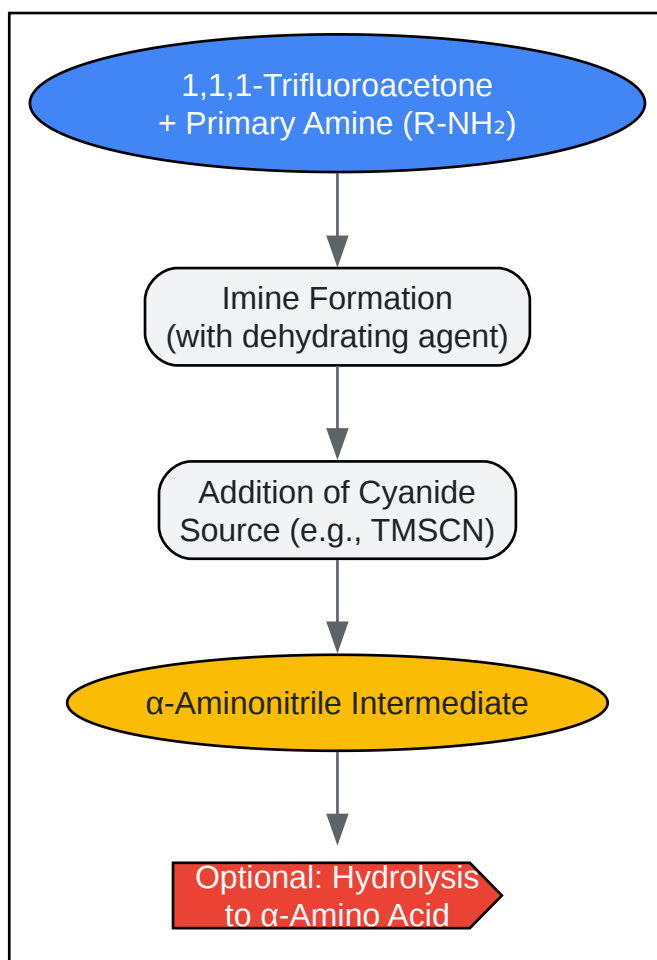 1,1,1-Trifluoroacetone
+ Primary Amine (R-NH₂)
Imine Formation
(with dehydrating agent)
Addition of Cyanide
Source (e.g., TMSCN)
α-Aminonitrile Intermediate
Optional: Hydrolysis
to α-Amino Acid